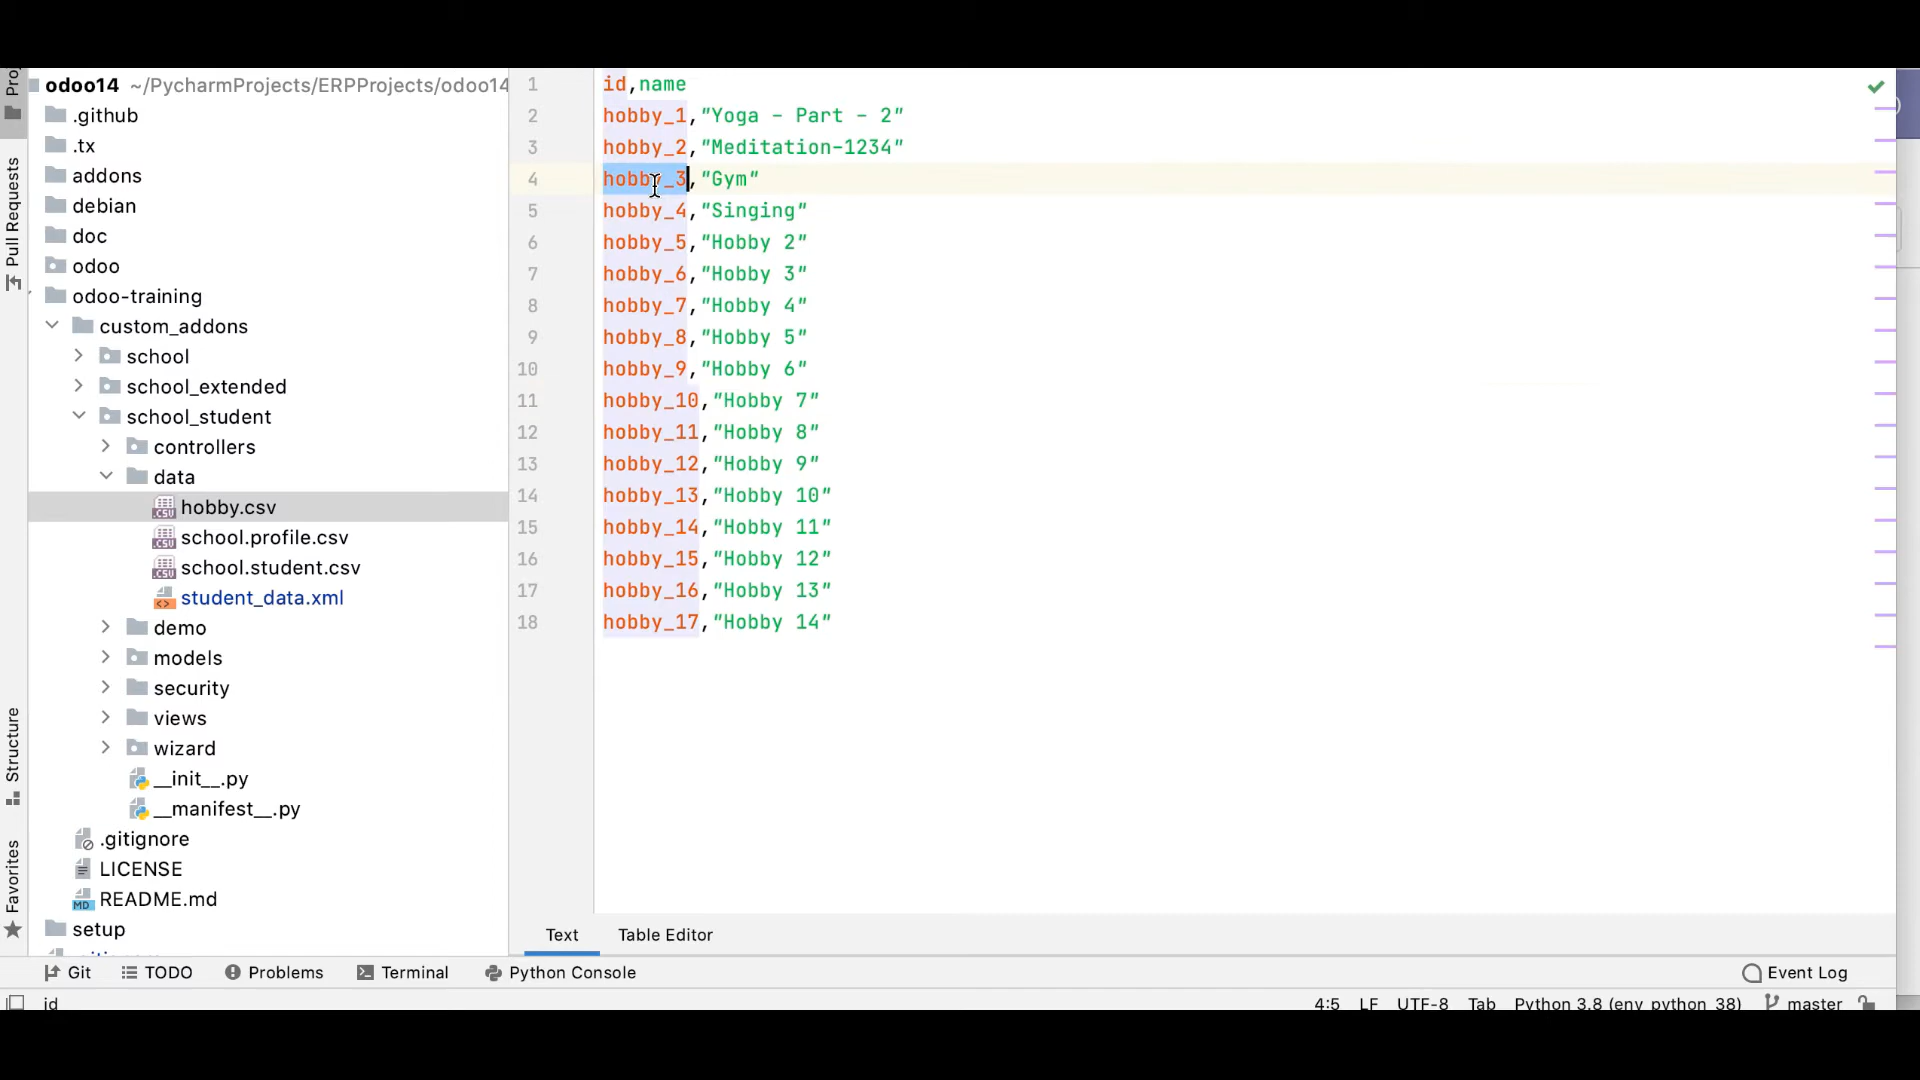 Pull Requests
Structure
Favorites
odoo14 ~/PycharmProjects/ERPProjects/odoo14
.github
.tx
addons
debian
doc
odoo
odoo-training
custom_addons
school
school_extended
school_student
controllers
data
hobby.csv
school.profile.csv
school.student.csv
student_data.xml
demo
models
security
views
wizard
__init__.py
__manifest__.py
.gitignore
LICENSE
README.md
setup
1 id,name
2 hobby_1,"Yoga - Part - 2"
3 hobby_2,"Meditation-1234"
4 hobby_3,"Gym"
5 hobby_4,"Singing"
6 hobby_5,"Hobby 2"
7 hobby_6,"Hobby 3"
8 hobby_7,"Hobby 4"
9 hobby_8,"Hobby 5"
10 hobby_9,"Hobby 6"
11 hobby_10,"Hobby 7"
12 hobby_11,"Hobby 8"
13 hobby_12,"Hobby 9"
14 hobby_13,"Hobby 10"
15 hobby_14,"Hobby 11"
16 hobby_15,"Hobby 12"
17 hobby_16,"Hobby 13"
18 hobby_17,"Hobby 14"
Text Table Editor
Git TODO Problems Terminal Python Console Event Log
id 4:5 LF UTF-8 Tab Python 3.8 (env_python_38) master